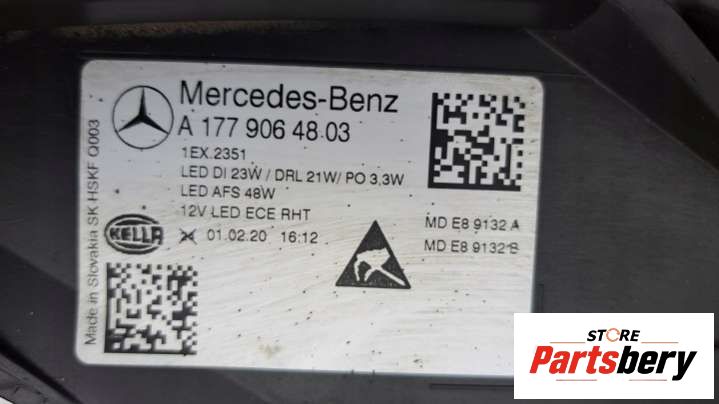 Mercedes-Benz
A 177 906 48 03
1EX.2351
LED DI 23W / DRL 21W/ PO 3,3W
LED AFS 48W
12V LED ECE RHT
01.02.20 16:12
MD E8 9132 A
MD E8 9132 B
HELLA
Made in Slovakia SK HSKF Q003
STORE
Partsbery